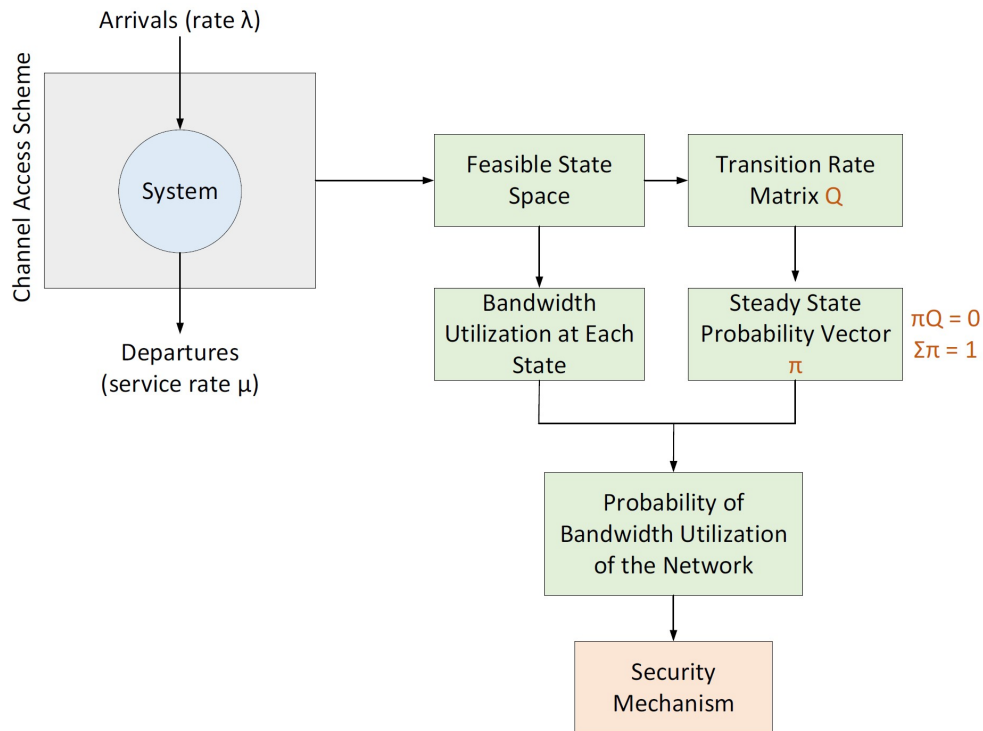 Arrivals (rate λ)
Channel Access Scheme
System
Departures
(service rate μ)
Feasible State
Space
Transition Rate
Matrix Q
Bandwidth
Utilization at Each
State
Steady State
Probability Vector
π
πQ = 0
Σπ = 1
Probability of
Bandwidth Utilization
of the Network
Security
Mechanism